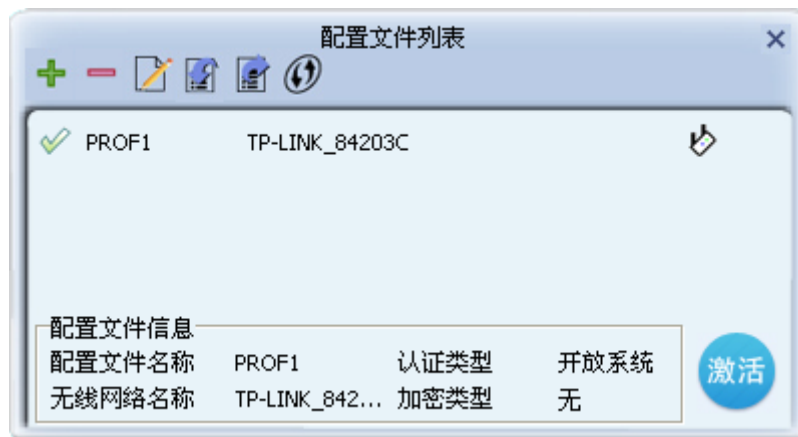 配置文件列表
PROF1 TP-LINK_84203C
配置文件信息
配置文件名称 PROF1 认证类型 开放系统
无线网络名称 TP-LINK_842... 加密类型 无
激活